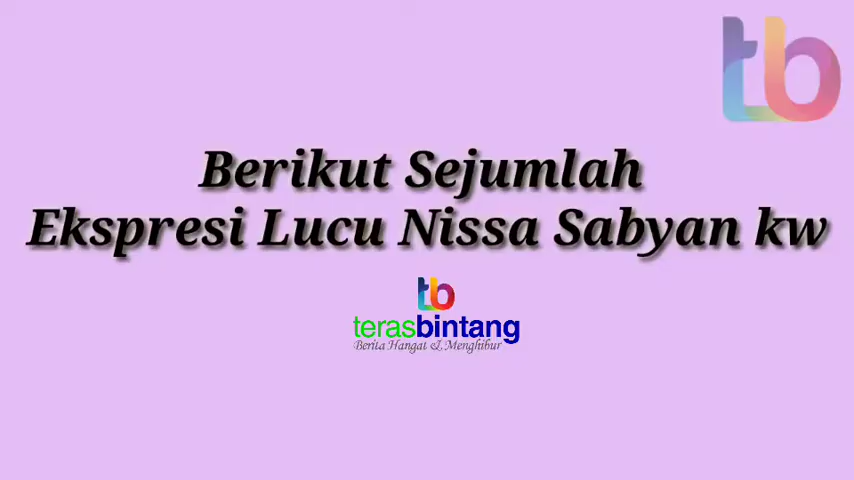 tb
Berikut Sejumlah
Ekspresi Lucu Nissa Sabyan kw
tb
terasbintang
Berita Hangat & Menghibur